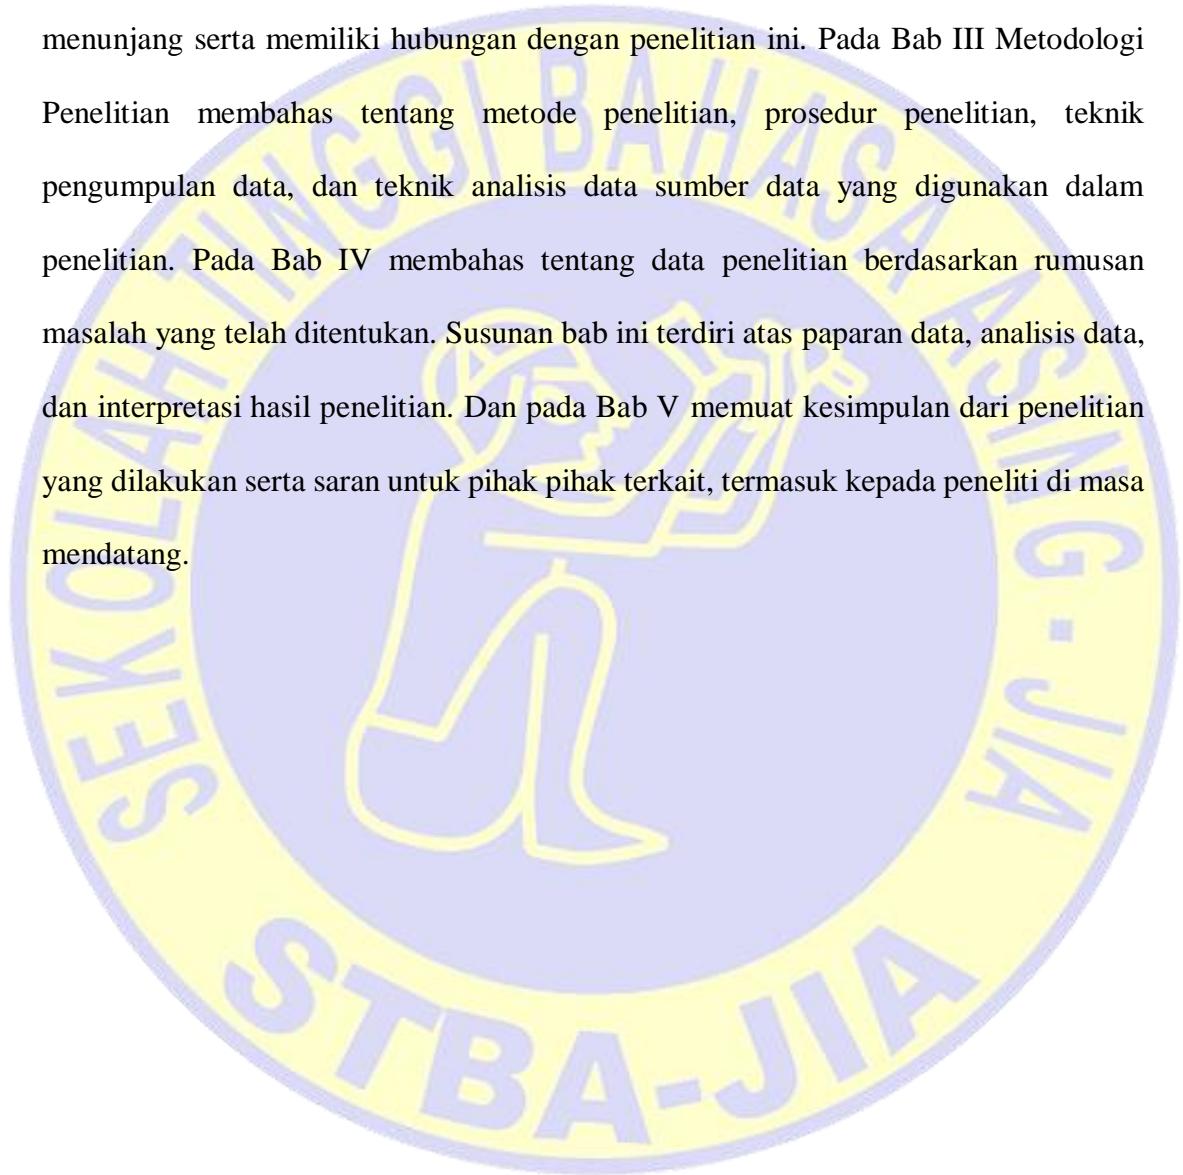 menunjang serta memiliki hubungan dengan penelitian ini. Pada Bab III Metodologi
Penelitian membahas tentang metode penelitian, prosedur penelitian, teknik
pengumpulan data, dan teknik analisis data sumber data yang digunakan dalam
penelitian. Pada Bab IV membahas tentang data penelitian berdasarkan rumusan
masalah yang telah ditentukan. Susunan bab ini terdiri atas paparan data, analisis data,
dan interpretasi hasil penelitian. Dan pada Bab V memuat kesimpulan dari penelitian
yang dilakukan serta saran untuk pihak pihak terkait, termasuk kepada peneliti di masa
mendatang.
SEKOLAH TINGGI BAHASA ASING - JIA
STBA-JIA